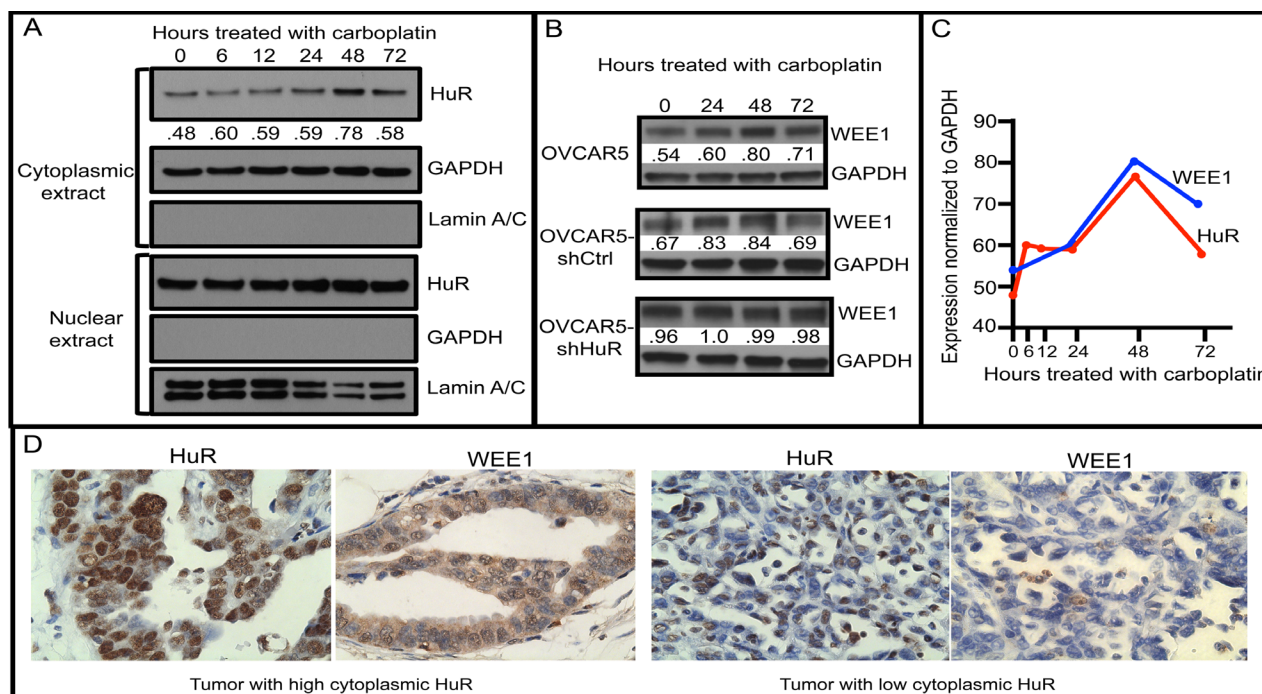 A
Hours treated with carboplatin
0 6 12 24 48 72
HuR
.48 .60 .59 .59 .78 .58
Cytoplasmic
extract
GAPDH
Lamin A/C
HuR
Nuclear
extract
GAPDH
Lamin A/C
B
Hours treated with carboplatin
0 24 48 72
OVCAR5
WEE1
.54 .60 .80 .71
GAPDH
OVCAR5-
shCtrl
WEE1
.67 .83 .84 .69
GAPDH
OVCAR5-
shHuR
WEE1
.96 1.0 .99 .98
GAPDH
C
Expression normalized to GAPDH
90
80
70
60
50
40
WEE1
HuR
0 6 12 24 48 72
Hours treated with carboplatin
D
HuR WEE1 HuR WEE1
Tumor with high cytoplasmic HuR
Tumor with low cytoplasmic HuR